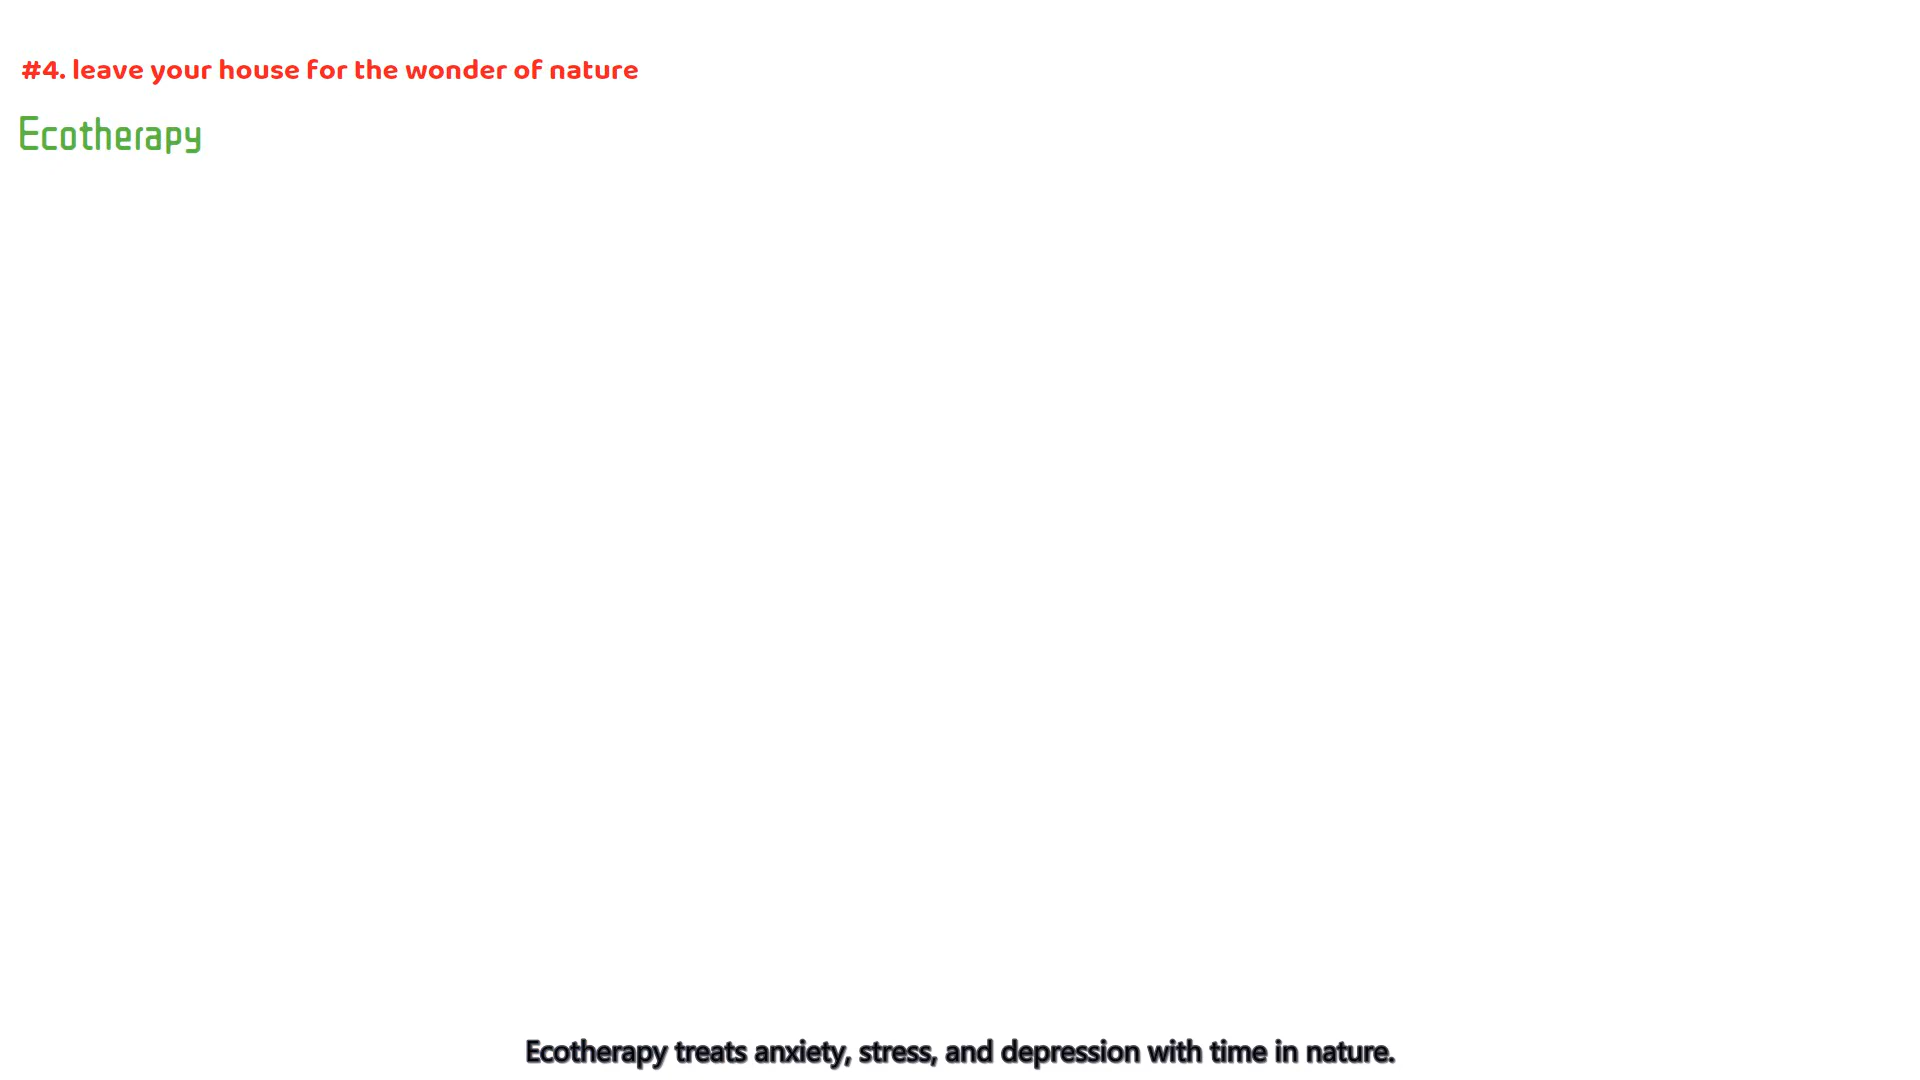 #4. leave your house for the wonder of nature
Ecotherapy
Ecotherapy treats anxiety, stress, and depression with time in nature.